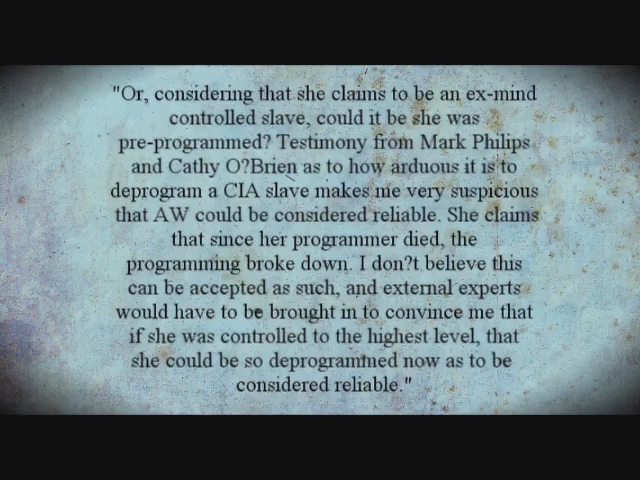 "Or, considering that she claims to be an ex-mind
controlled slave, could it be she was
pre-programmed? Testimony from Mark Philips
and Cathy O?Brien as to how arduous it is to
deprogram a CIA slave makes me very suspicious
that AW could be considered reliable. She claims
that since her programmer died, the
programming broke down. I don?t believe this
can be accepted as such, and external experts
would have to be brought in to convince me that
if she was controlled to the highest level, that
she could be so deprogrammed now as to be
considered reliable."